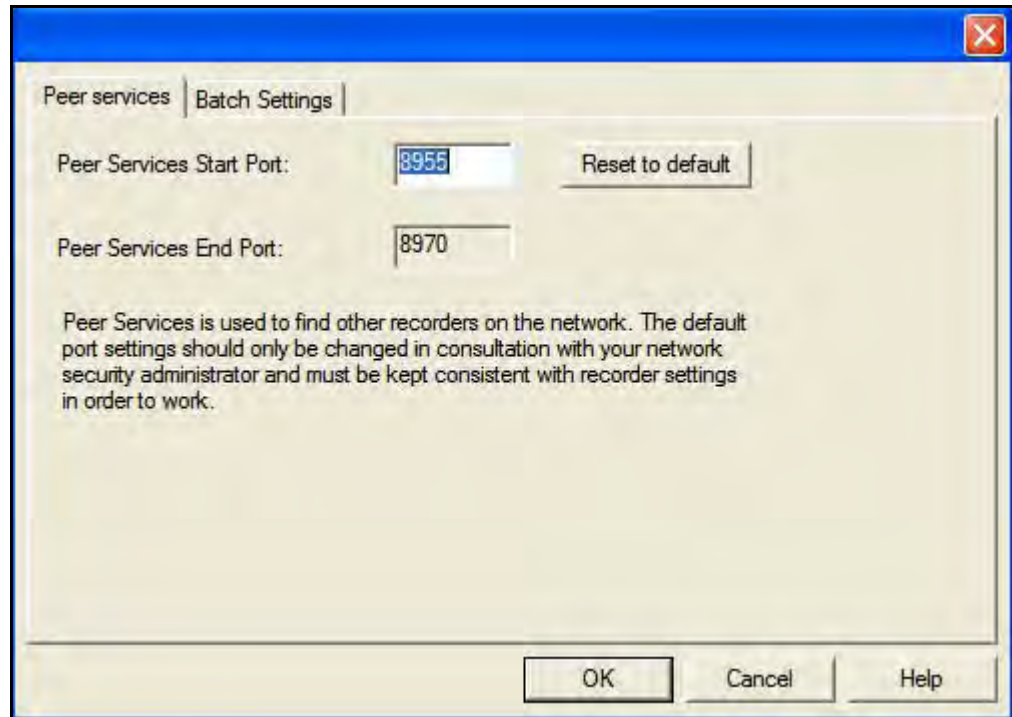 Peer services
Batch Settings
Peer Services Start Port:
8955
Reset to default
Peer Services End Port:
8970
Peer Services is used to find other recorders on the network. The default
port settings should only be changed in consultation with your network
security administrator and must be kept consistent with recorder settings
in order to work.
OK
Cancel
Help